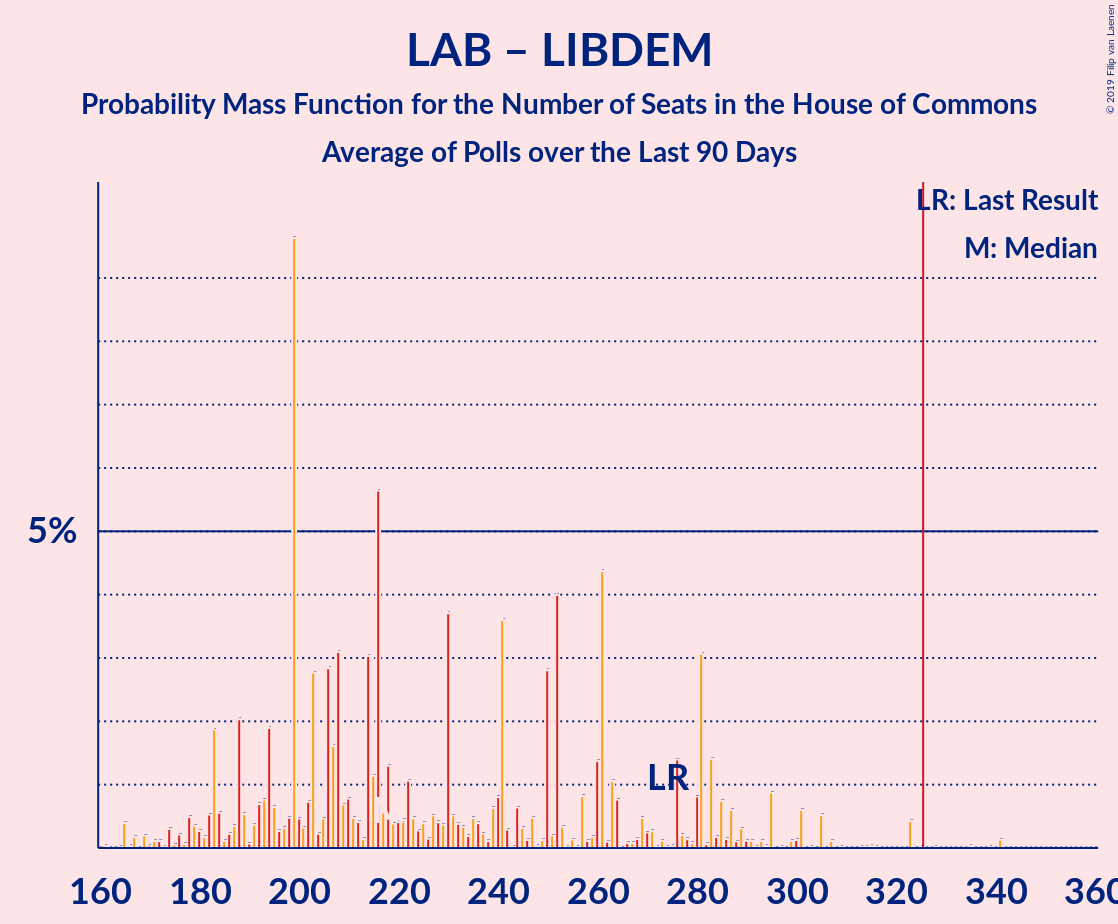 LAB – LIBDEM
Probability Mass Function for the Number of Seats in the House of Commons
Average of Polls over the Last 90 Days
© 2019 Filip van Laenen
LR: Last Result
M: Median
5%
LR
160 180 200 220 240 260 280 300 320 340 360